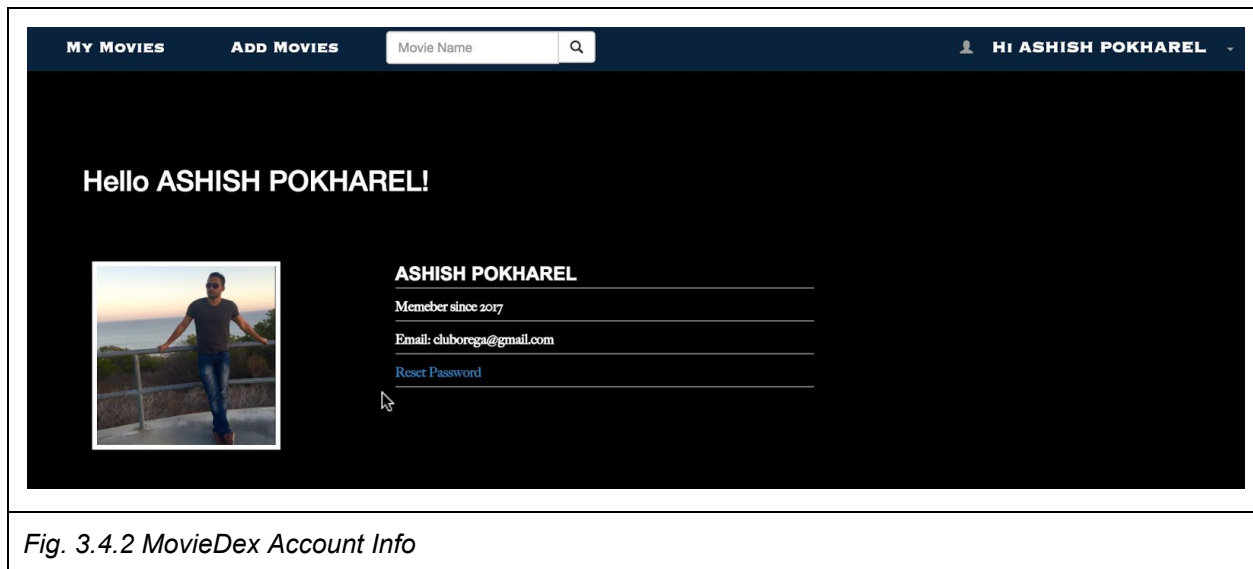 My Movies Add Movies Movie Name Hi ASHISH POKHAREL
Hello ASHISH POKHAREL!
ASHISH POKHAREL
Memeber since 2017
Email: cluborega@gmail.com
Reset Password
Fig. 3.4.2 MovieDex Account Info